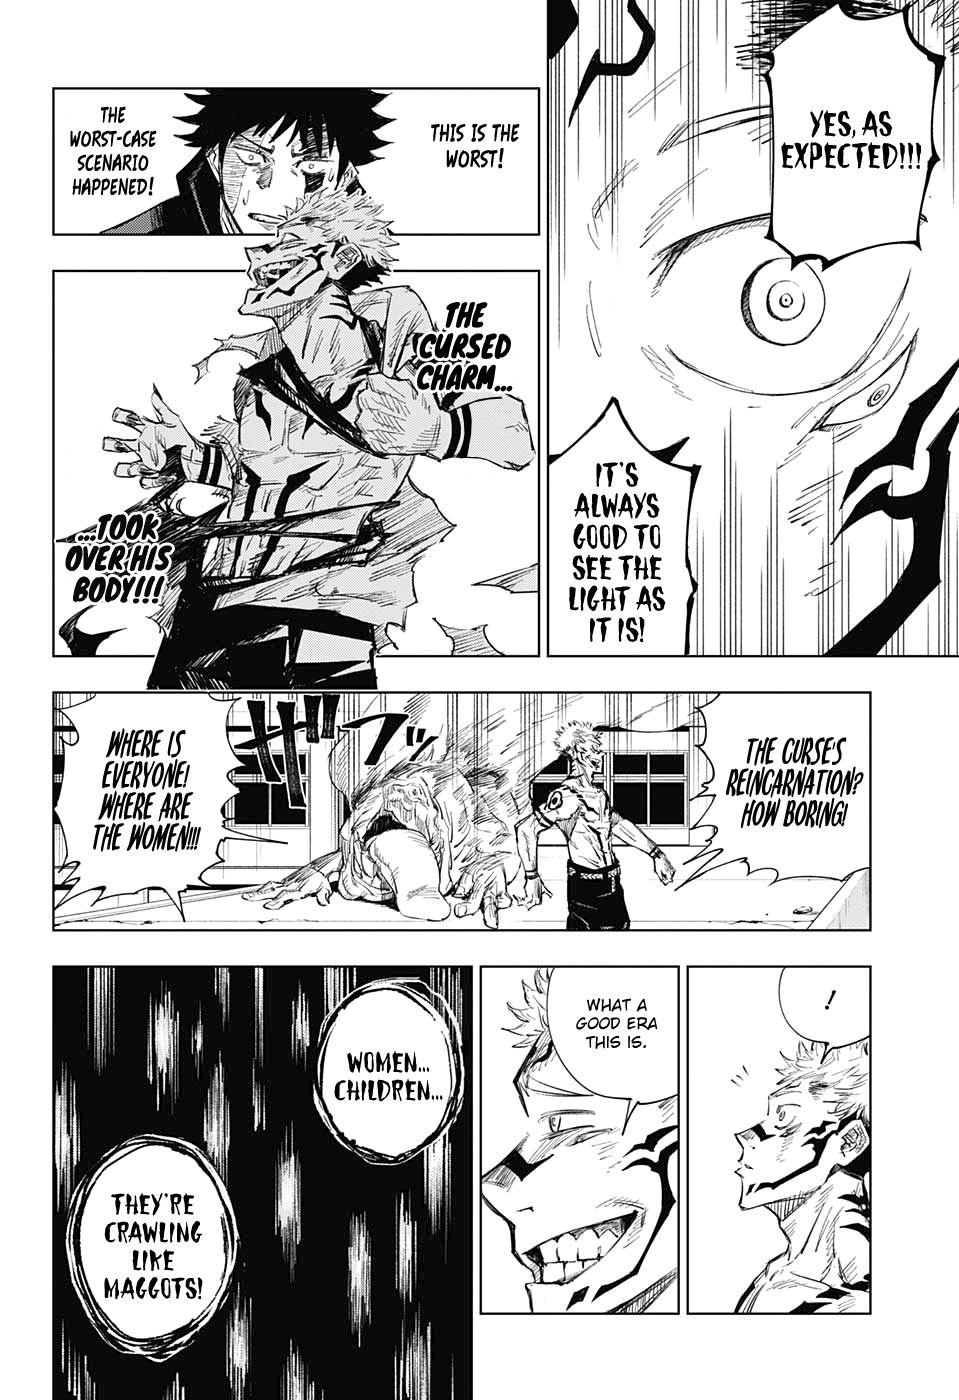 YES, AS
EXPECTED!!!
IT'S
ALWAYS
GOOD TO
SEE THE
LIGHT AS
IT IS!
THIS IS THE
WORST!
THE
WORST-CASE
SCENARIO
HAPPENED!
THE
CURSED
CHARM...
...TOOK
OVER HIS
BODY!!!
THE CURSE'S
REINCARNATION?
HOW BORING!
ザッ
WHERE IS
EVERYONE!
WHERE ARE
THE WOMEN!!!
!
WHAT A
GOOD ERA
THIS IS.
WOMEN...
CHILDREN...
THEY'RE
CRAWLING
LIKE
MAGGOTS!